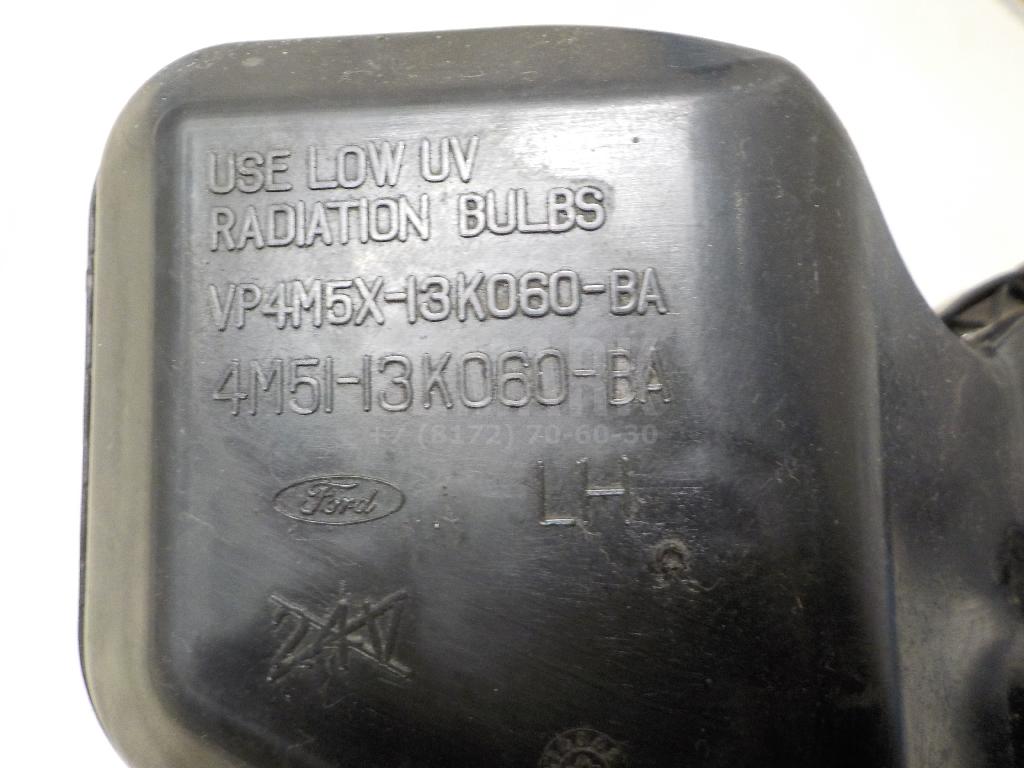 USE LOW UV
RADIATION BULBS
VP4M5X-13K060-BA
4M51-13K060-BA
+7 (8172) 70-60-30
Ford
LH